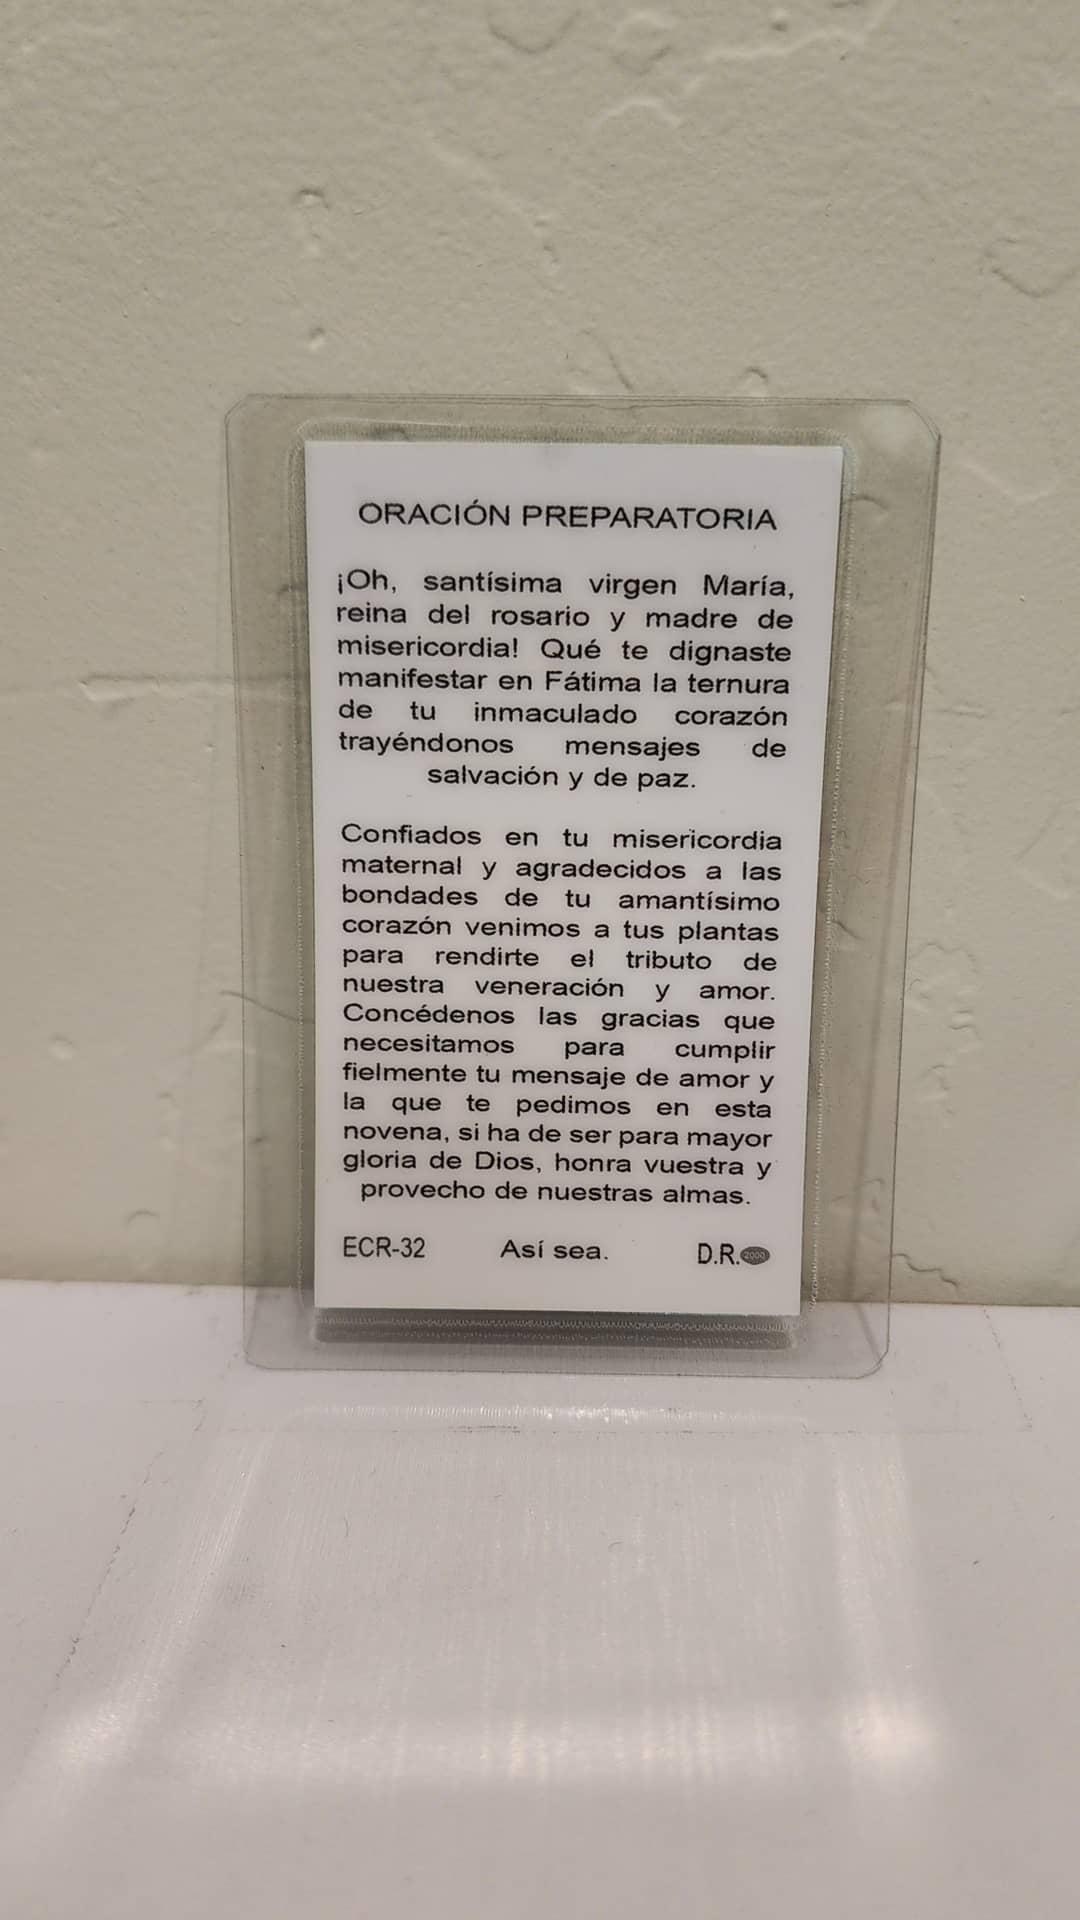 ORACIÓN PREPARATORIA
¡Oh, santísima virgen María,
reina del rosario y madre de
misericordia! Qué te dignaste
manifestar en Fátima la ternura
de tu inmaculado corazón
trayéndonos mensajes de
salvación y de paz.
Confiados en tu misericordia
maternal y agradecidos a las
bondades de tu amantísimo
corazón venimos a tus plantas
para rendirte el tributo de
nuestra veneración y amor.
Concédenos las gracias que
necesitamos para cumplir
fielmente tu mensaje de amor y
la que te pedimos en esta
novena, si ha de ser para mayor
gloria de Dios, honra vuestra y
provecho de nuestras almas.
ECR-32 Así sea. D.R. 2000